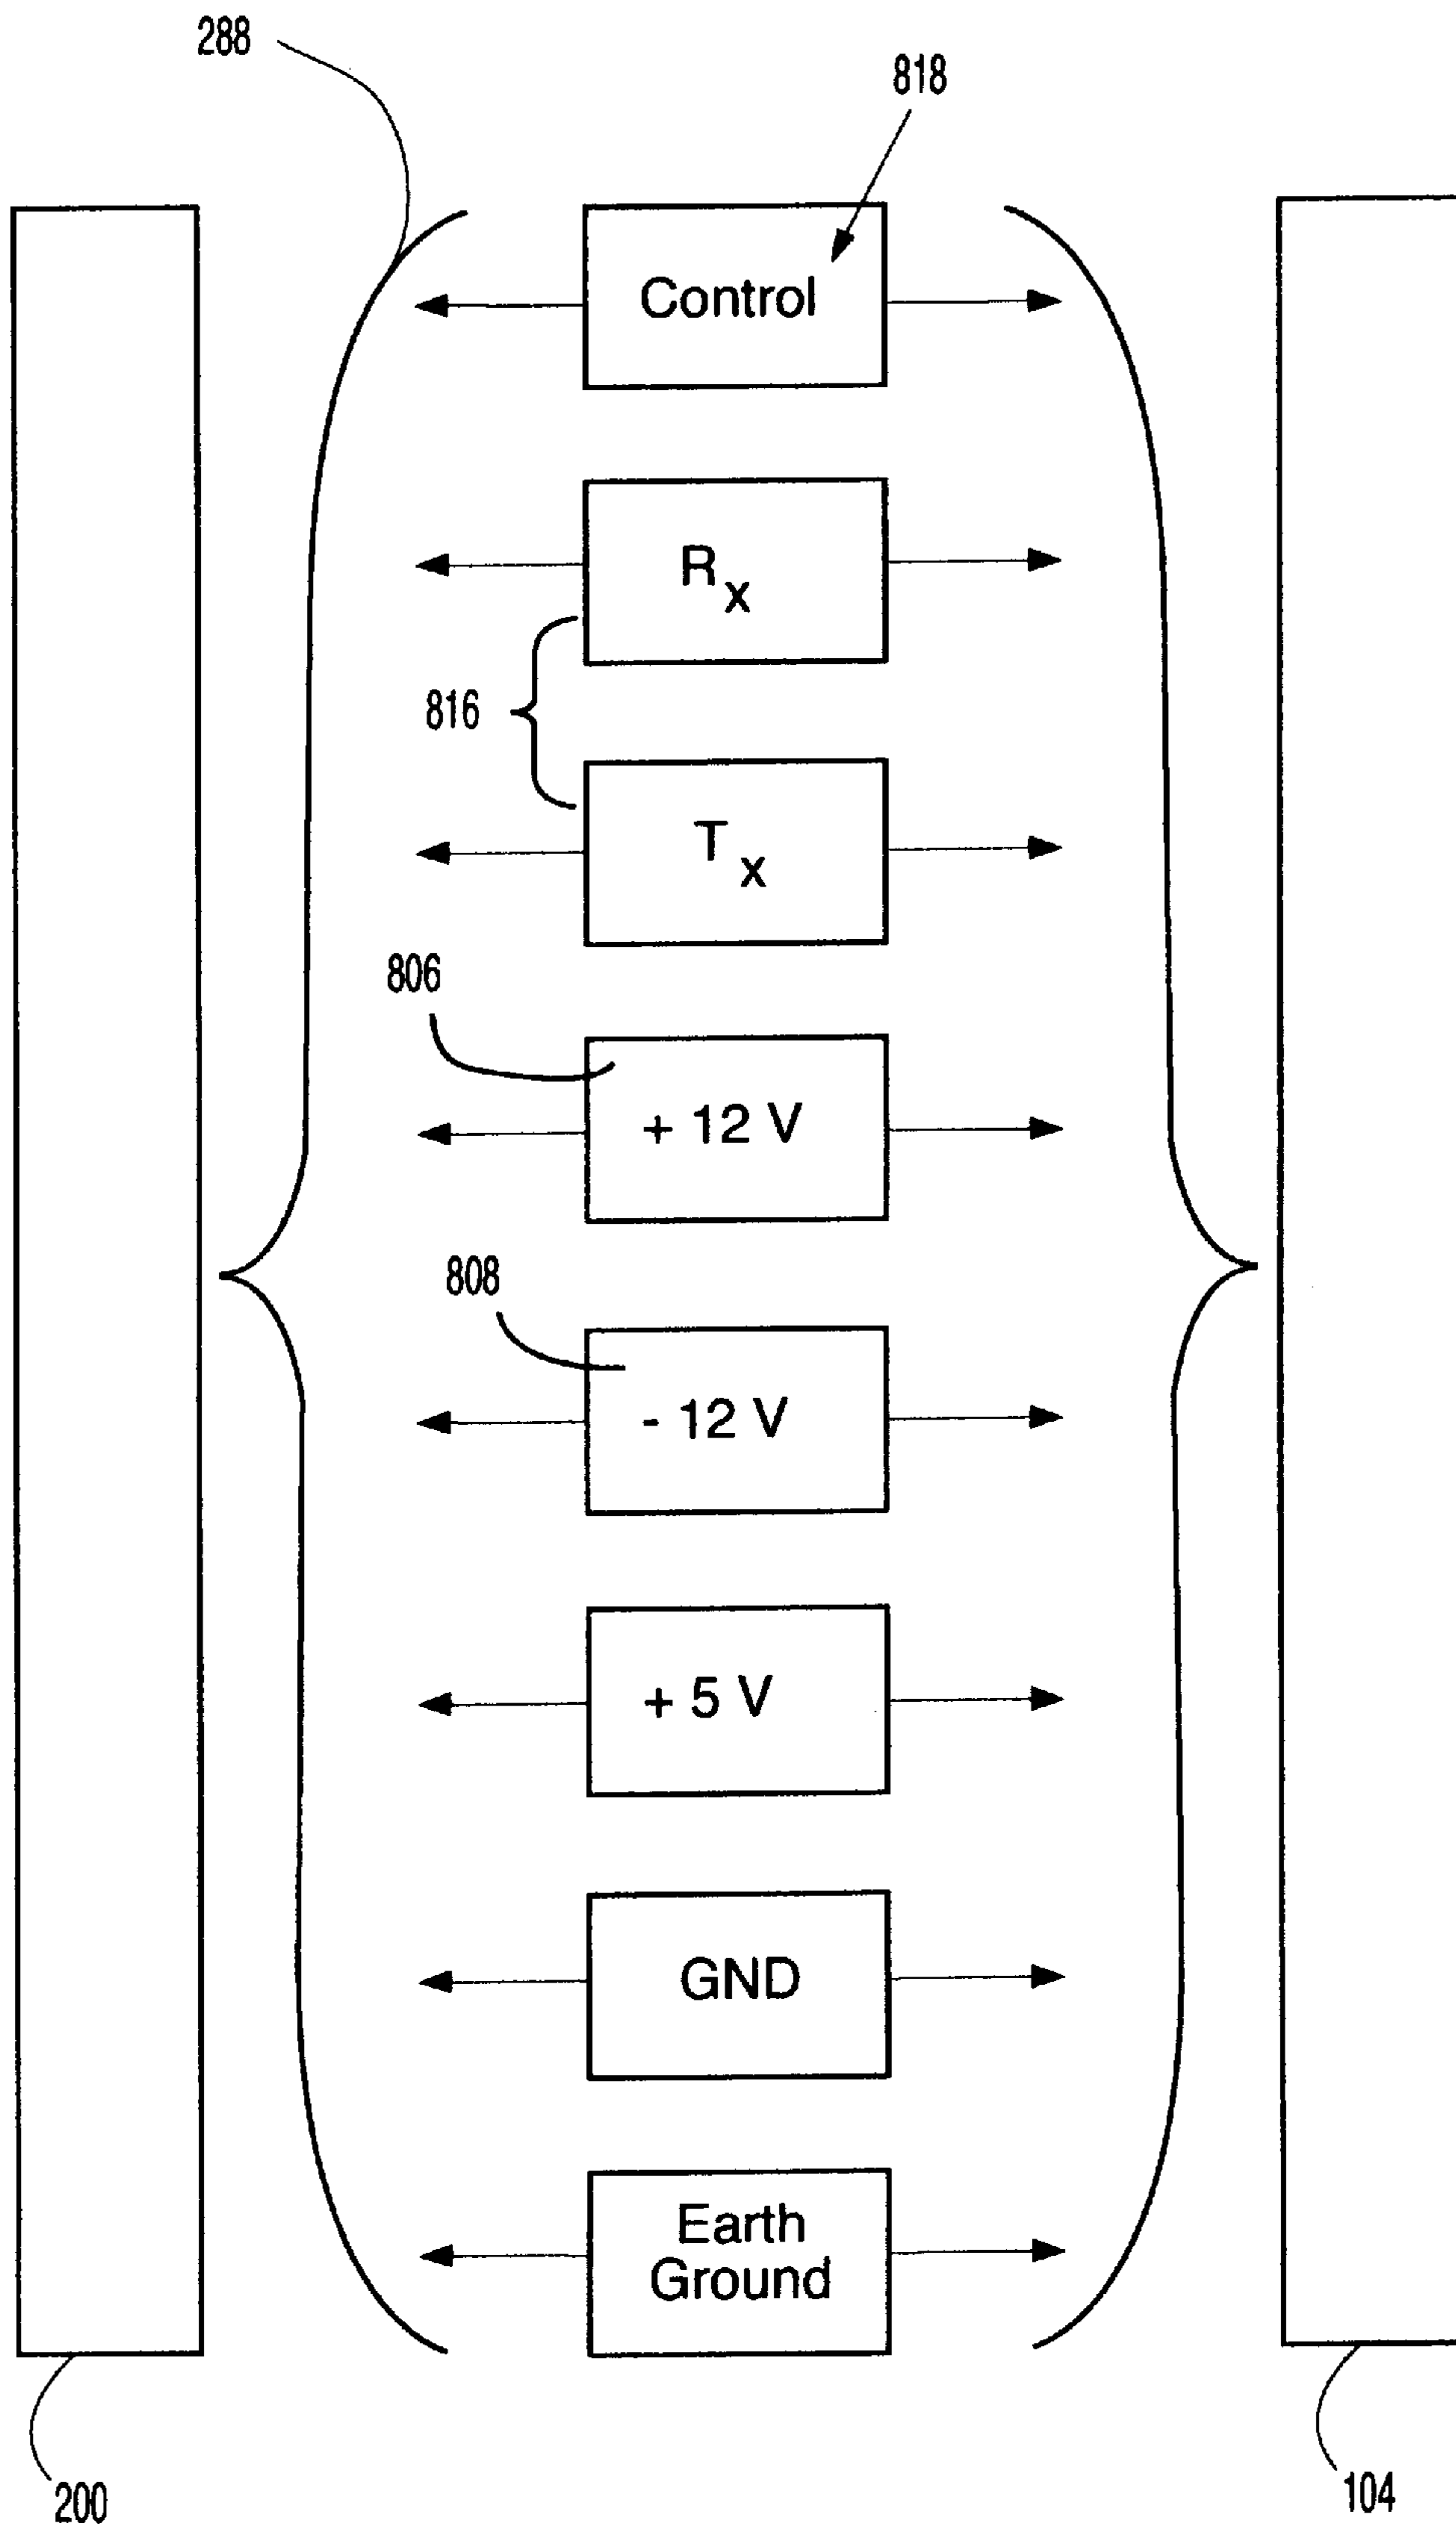 288
818
Control
Rx
816
Tx
806
+ 12 V
808
- 12 V
+ 5 V
GND
Earth
Ground
200
104